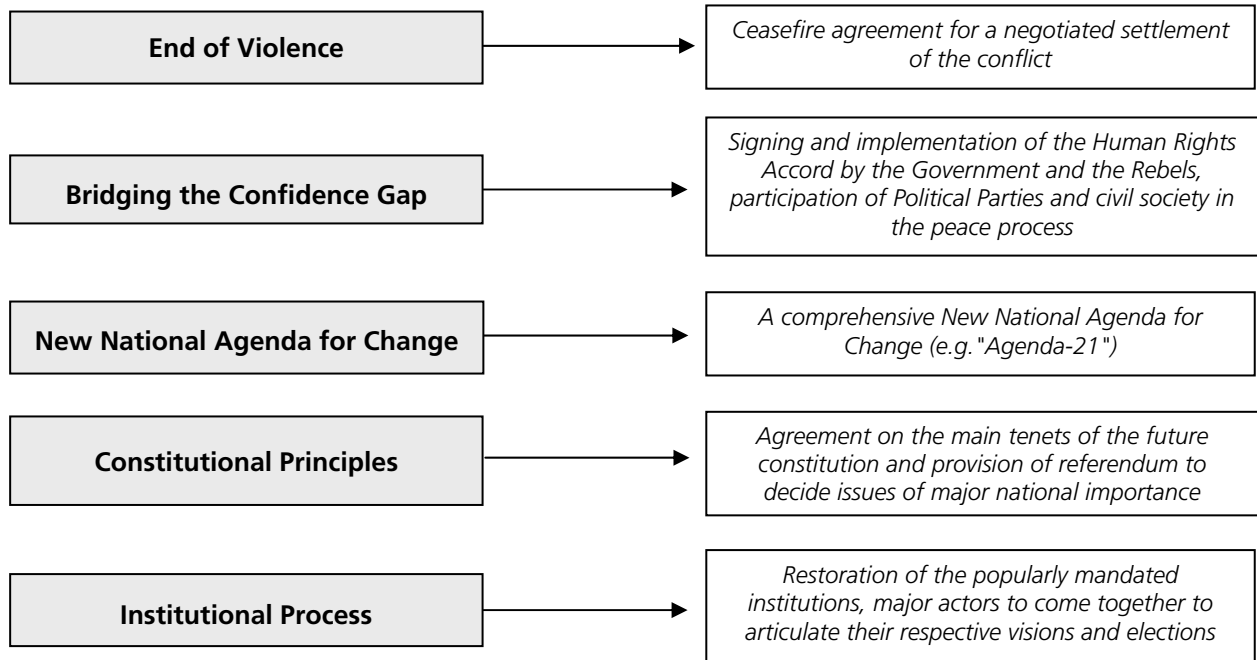 End of Violence
Ceasefire agreement for a negotiated settlement
of the conflict
Bridging the Confidence Gap
Signing and implementation of the Human Rights
Accord by the Government and the Rebels,
participation of Political Parties and civil society in
the peace process
New National Agenda for Change
A comprehensive New National Agenda for
Change (e.g."Agenda-21")
Constitutional Principles
Agreement on the main tenets of the future
constitution and provision of referendum to
decide issues of major national importance
Institutional Process
Restoration of the popularly mandated
institutions, major actors to come together to
articulate their respective visions and elections